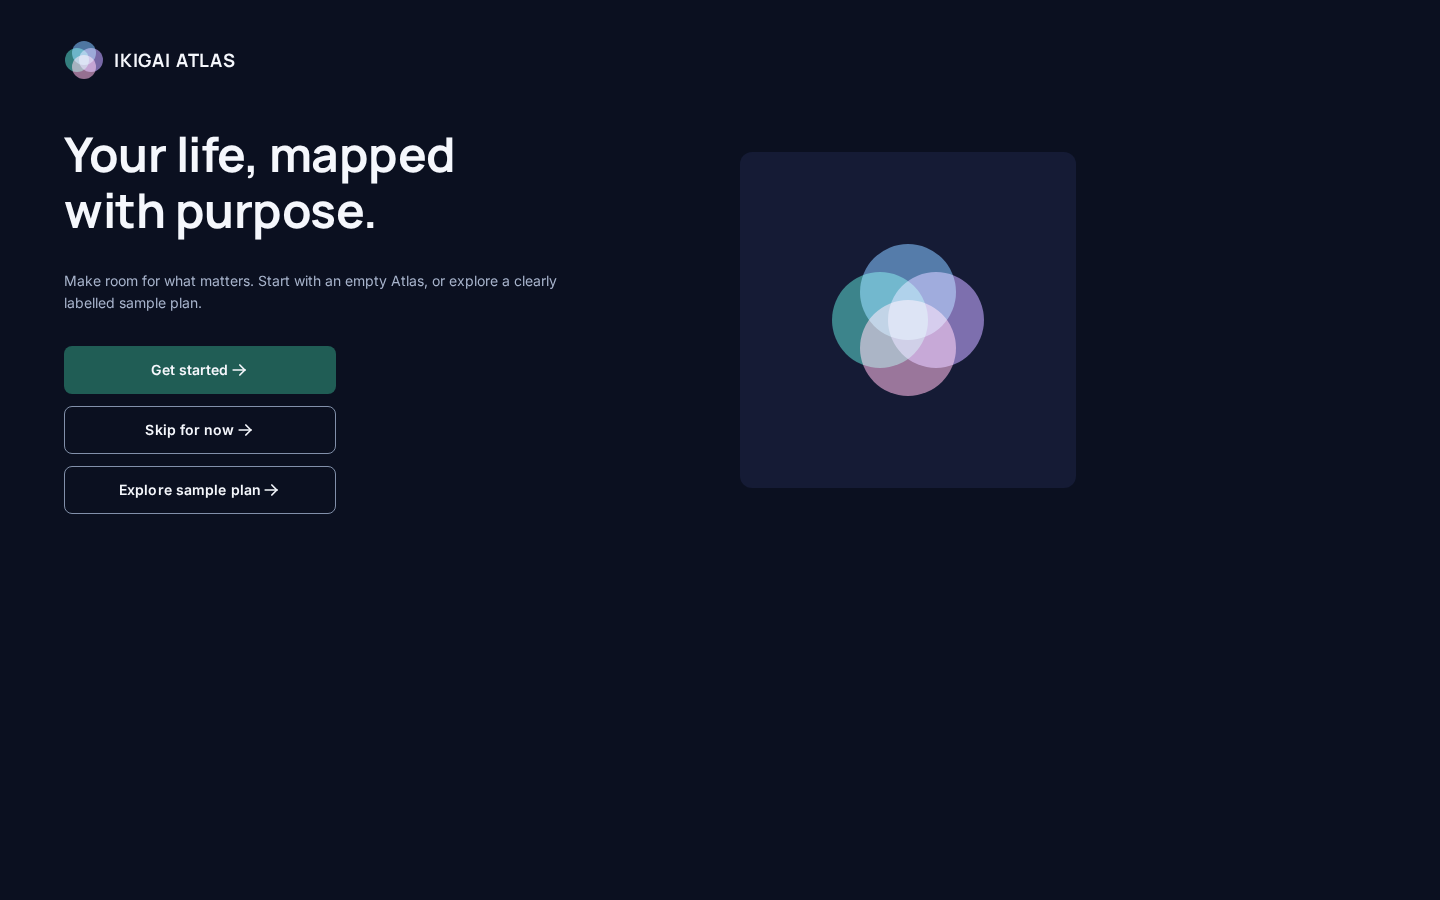 IKIGAI ATLAS
Your life, mapped
with purpose.
Make room for what matters. Start with an empty Atlas, or explore a clearly
labelled sample plan.
Get started →
Skip for now →
Explore sample plan →